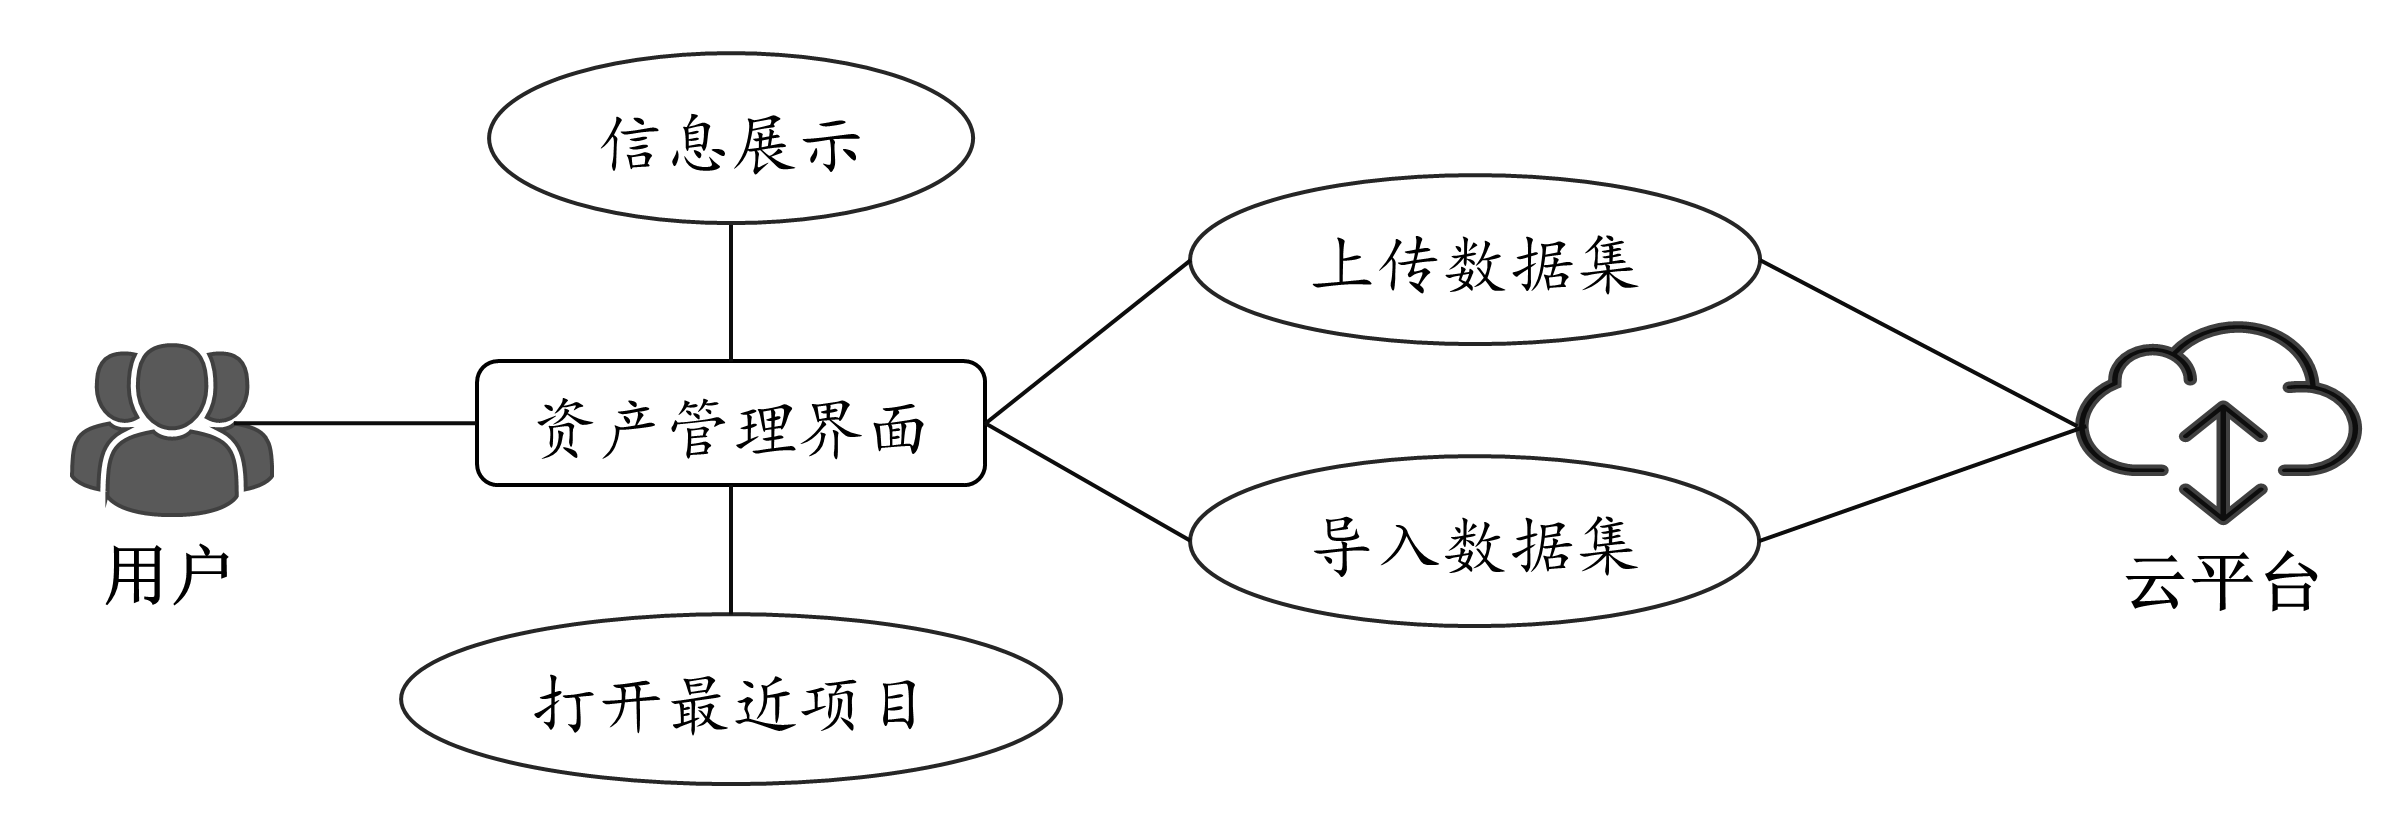 信息展示
上传数据集
资产管理界面
用户
导入数据集
云平台
打开最近项目